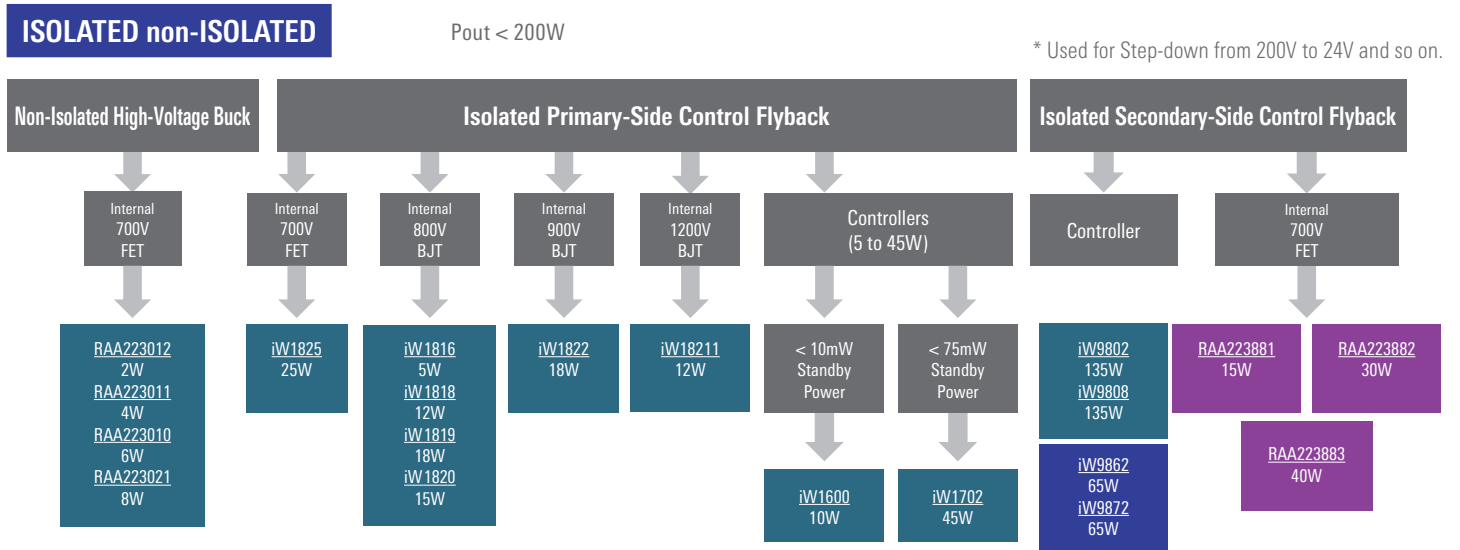 ISOLATED non-ISOLATED
Pout < 200W
* Used for Step-down from 200V to 24V and so on.
Non-Isolated High-Voltage Buck
Isolated Primary-Side Control Flyback
Isolated Secondary-Side Control Flyback
Internal
700V
FET
Internal
700V
FET
Internal
800V
BJT
Internal
900V
BJT
Internal
1200V
BJT
Controllers
(5 to 45W)
Controller
Internal
700V
FET
RAA223012
2W
RAA223011
4W
RAA223010
6W
RAA223021
8W
iW1825
25W
iW1816
5W
iW1818
12W
iW1819
18W
iW1820
15W
iW1822
18W
iW18211
12W
< 10mW
Standby
Power
< 75mW
Standby
Power
iW1600
10W
iW1702
45W
iW9802
135W
iW9808
135W
iW9862
65W
iW9872
65W
RAA223881
15W
RAA223882
30W
RAA223883
40W